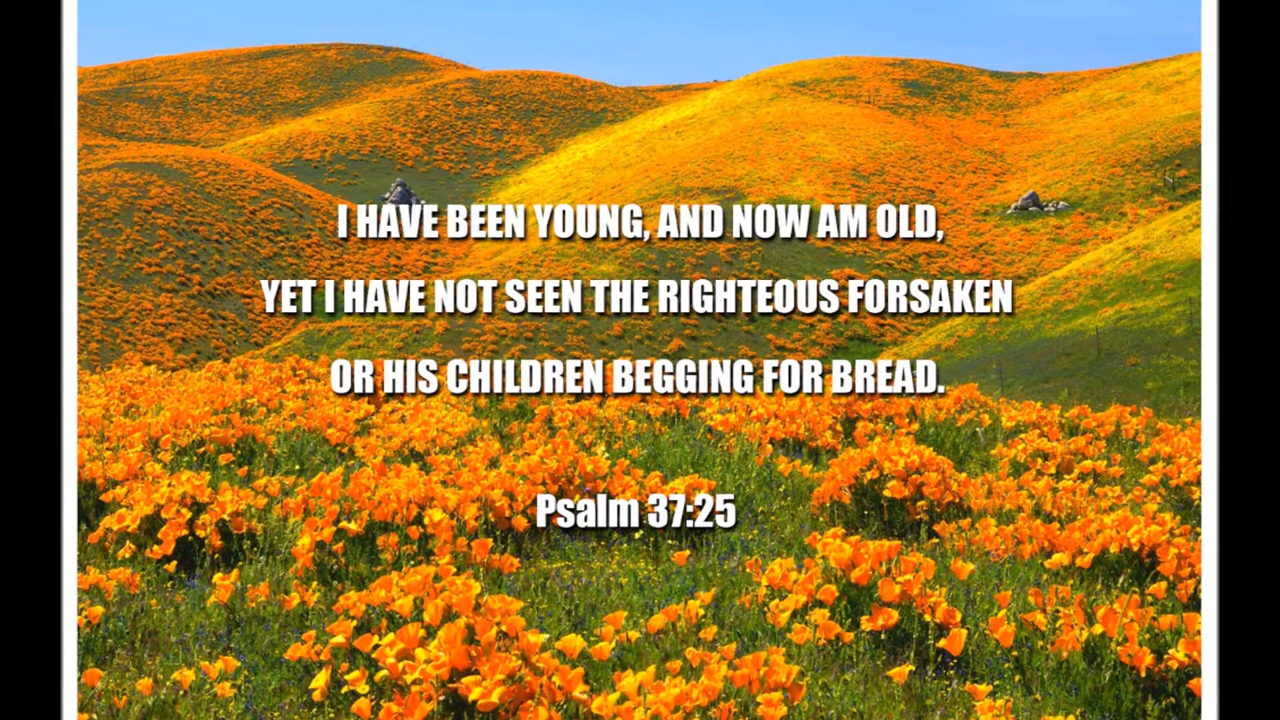 I HAVE BEEN YOUNG, AND NOW AM OLD,
YET I HAVE NOT SEEN THE RIGHTEOUS FORSAKEN
OR HIS CHILDREN BEGGING FOR BREAD.
Psalm 37:25